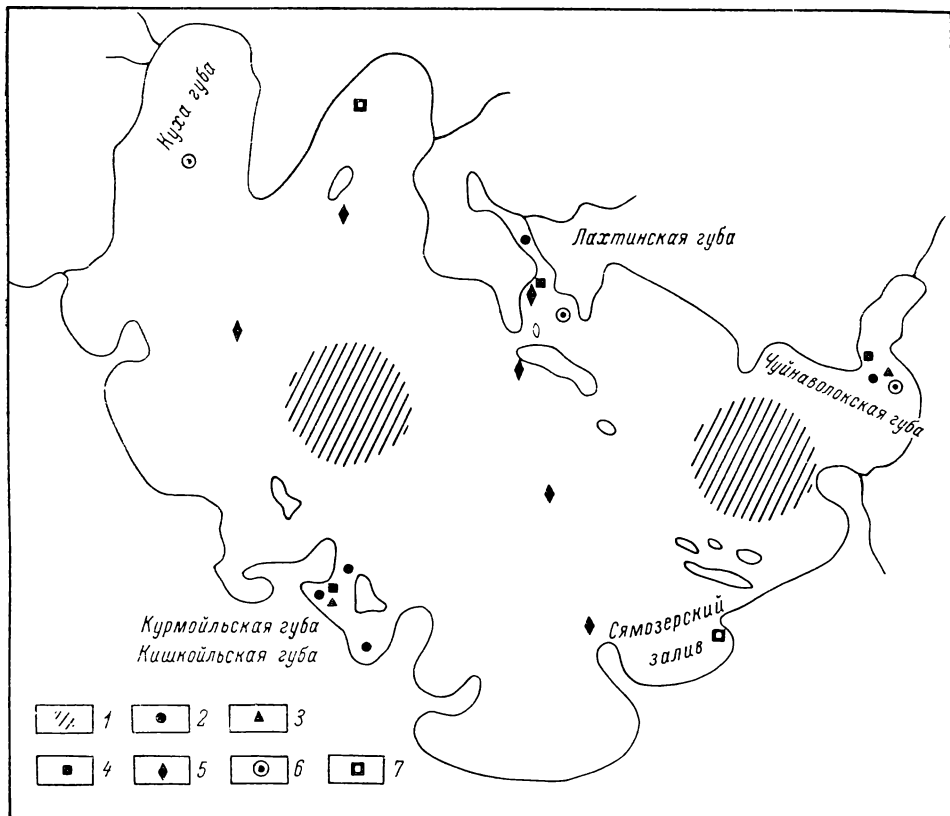 Куха губа
Лахтинская губа
Чуйнаволокская губа
Курмойльская губа
Кишкойльская губа
Сямозерский
залив
1 2 3
4 5 6 7